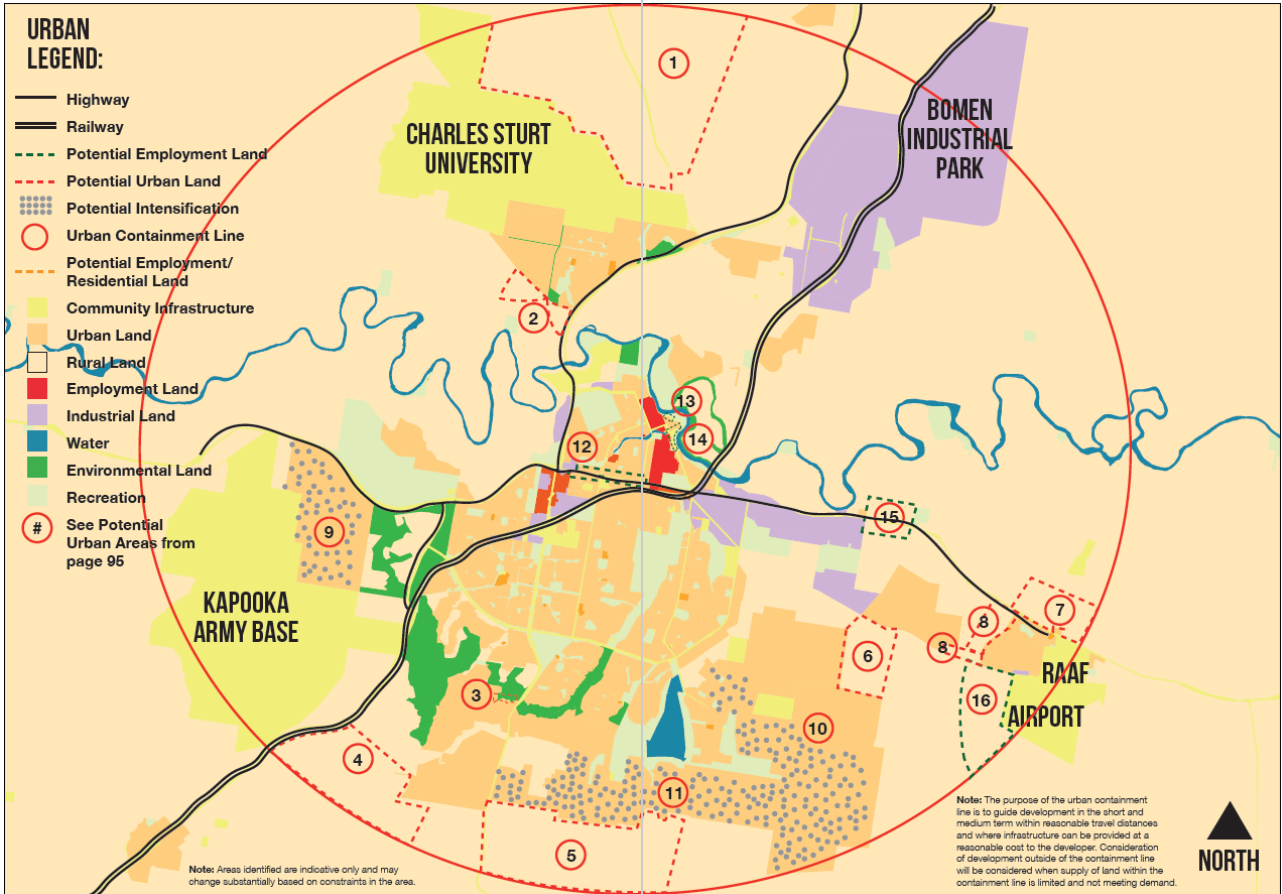 URBAN
LEGEND:
Highway
Railway
Potential Employment Land
Potential Urban Land
Potential Intensification
Urban Containment Line
Potential Employment/
Residental Land
Community Infrastructure
Urban Land
Rural Land
Employment Land
Industrial Land
Water
Environmental Land
Recreation
#
See Potential
Urban Areas from
page 95
1
CHARLES STURT
UNIVERSITY
BOMEN
INDUSTRIAL
PARK
2
13
14
12
15
9
KAPOOKA
ARMY BASE
7
8
8
6
3
RAAF
16
AIRPORT
10
4
11
5
Note: Areas identified are indicative only and may
change substantially based on constraints in the area.
Note: The purpose of the urban containment
line is to guide development in the short and
medium term within reasonable travel distances
and where infrastructure can be provided at a
reasonable cost to the developer. Consideration
of development outside of the containment line
will be considered when supply of land within the
containment line is limited and not meeting demand.
NORTH